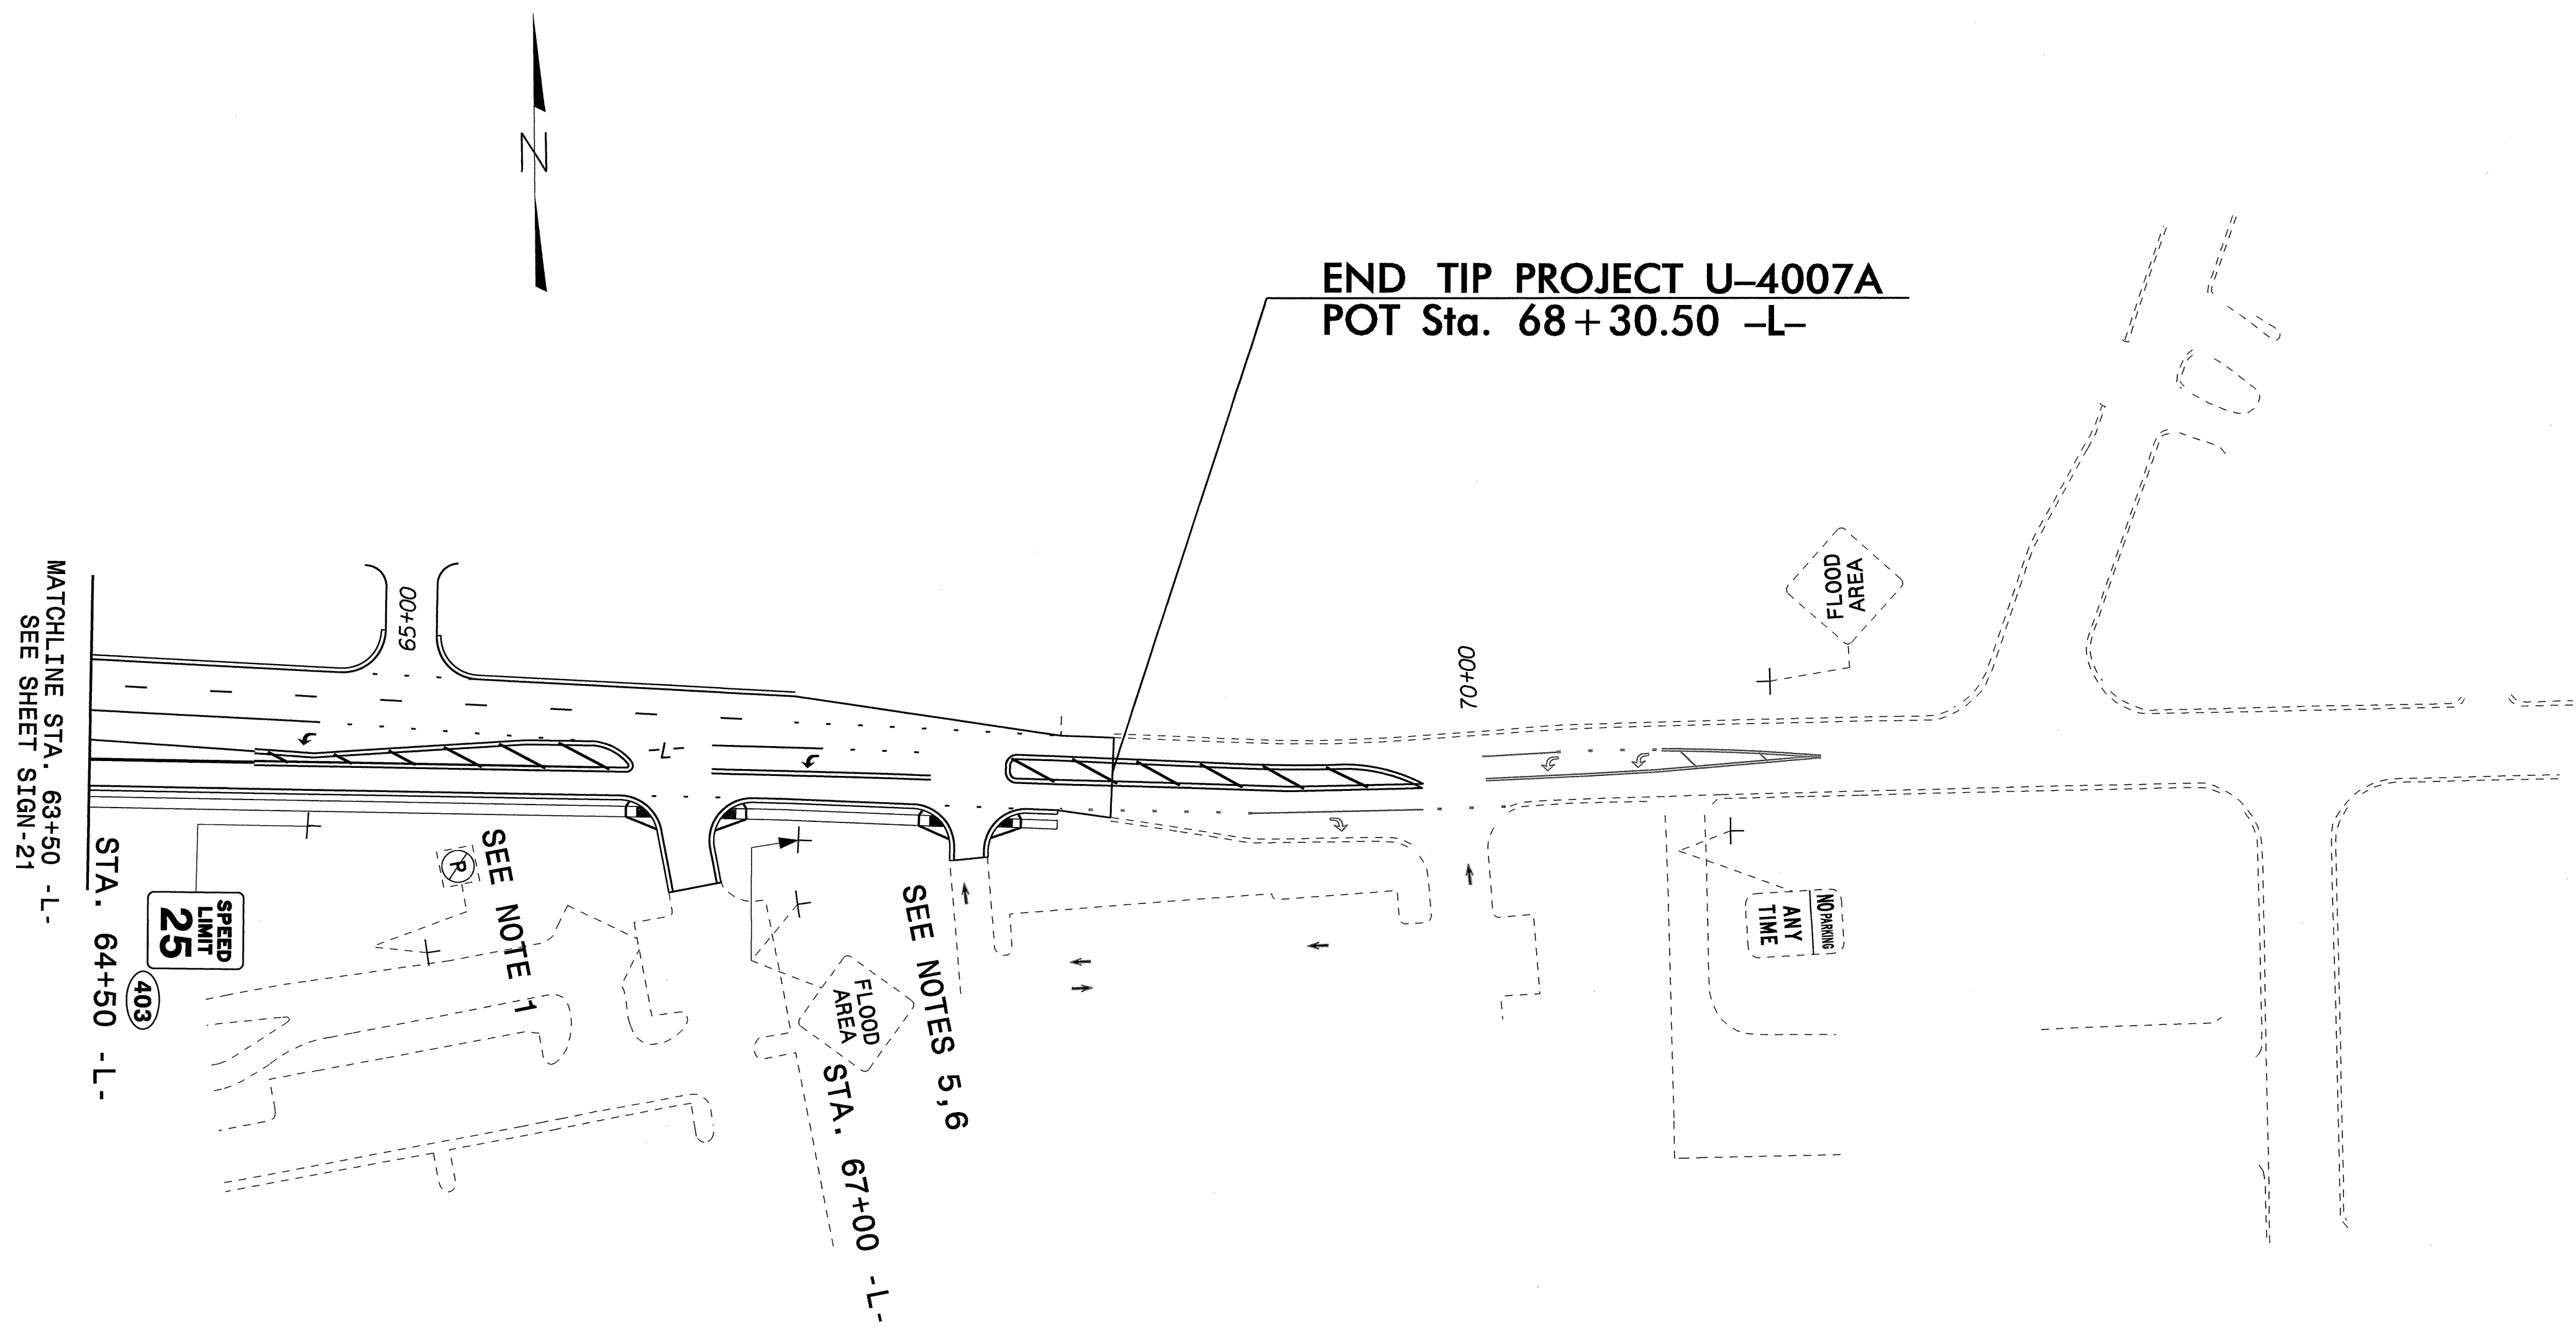 N
END TIP PROJECT U–4007A
POT Sta. 68+30.50 –L–
MATCHLINE STA. 63+50 -L-
SEE SHEET SIGN-21
65+00
70+00
FLOOD
AREA
-L-
STA. 64+50 -L-
SPEED
LIMIT
25
403
R
SEE NOTE 1
FLOOD
AREA
STA. 67+00 -L-
SEE NOTES 5,6
NO PARKING
ANY
TIME